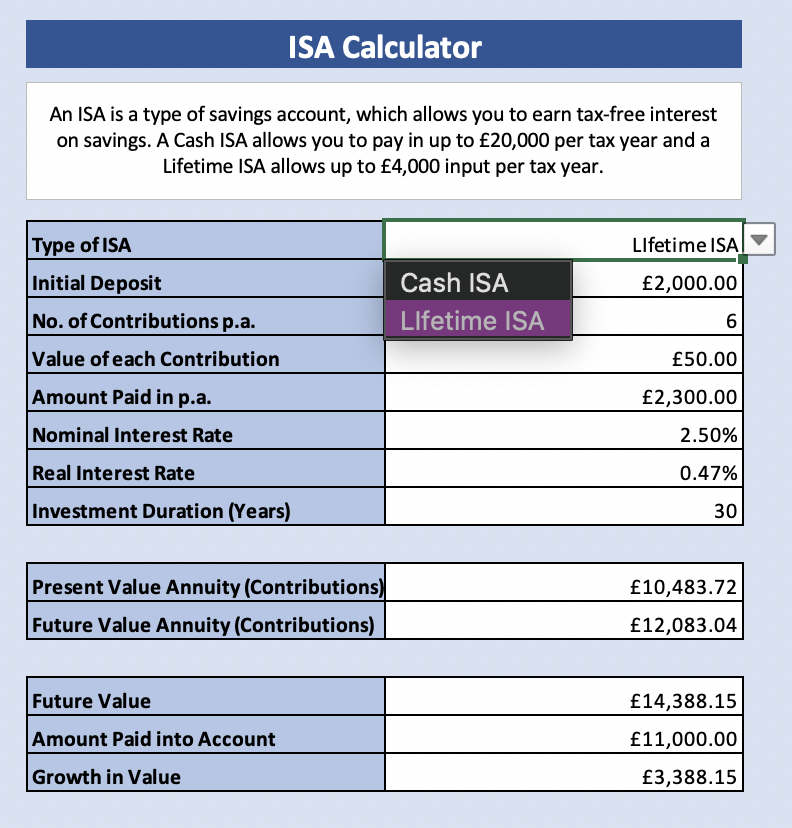 ISA Calculator
An ISA is a type of savings account, which allows you to earn tax-free interest
on savings. A Cash ISA allows you to pay in up to £20,000 per tax year and a
Lifetime ISA allows up to £4,000 input per tax year.
Type of ISA LIfetime ISA
Cash ISA
LIfetime ISA
Initial Deposit £2,000.00
No. of Contributions p.a. 6
Value of each Contribution £50.00
Amount Paid in p.a. £2,300.00
Nominal Interest Rate 2.50%
Real Interest Rate 0.47%
Investment Duration (Years) 30
Present Value Annuity (Contributions) £10,483.72
Future Value Annuity (Contributions) £12,083.04
Future Value £14,388.15
Amount Paid into Account £11,000.00
Growth in Value £3,388.15